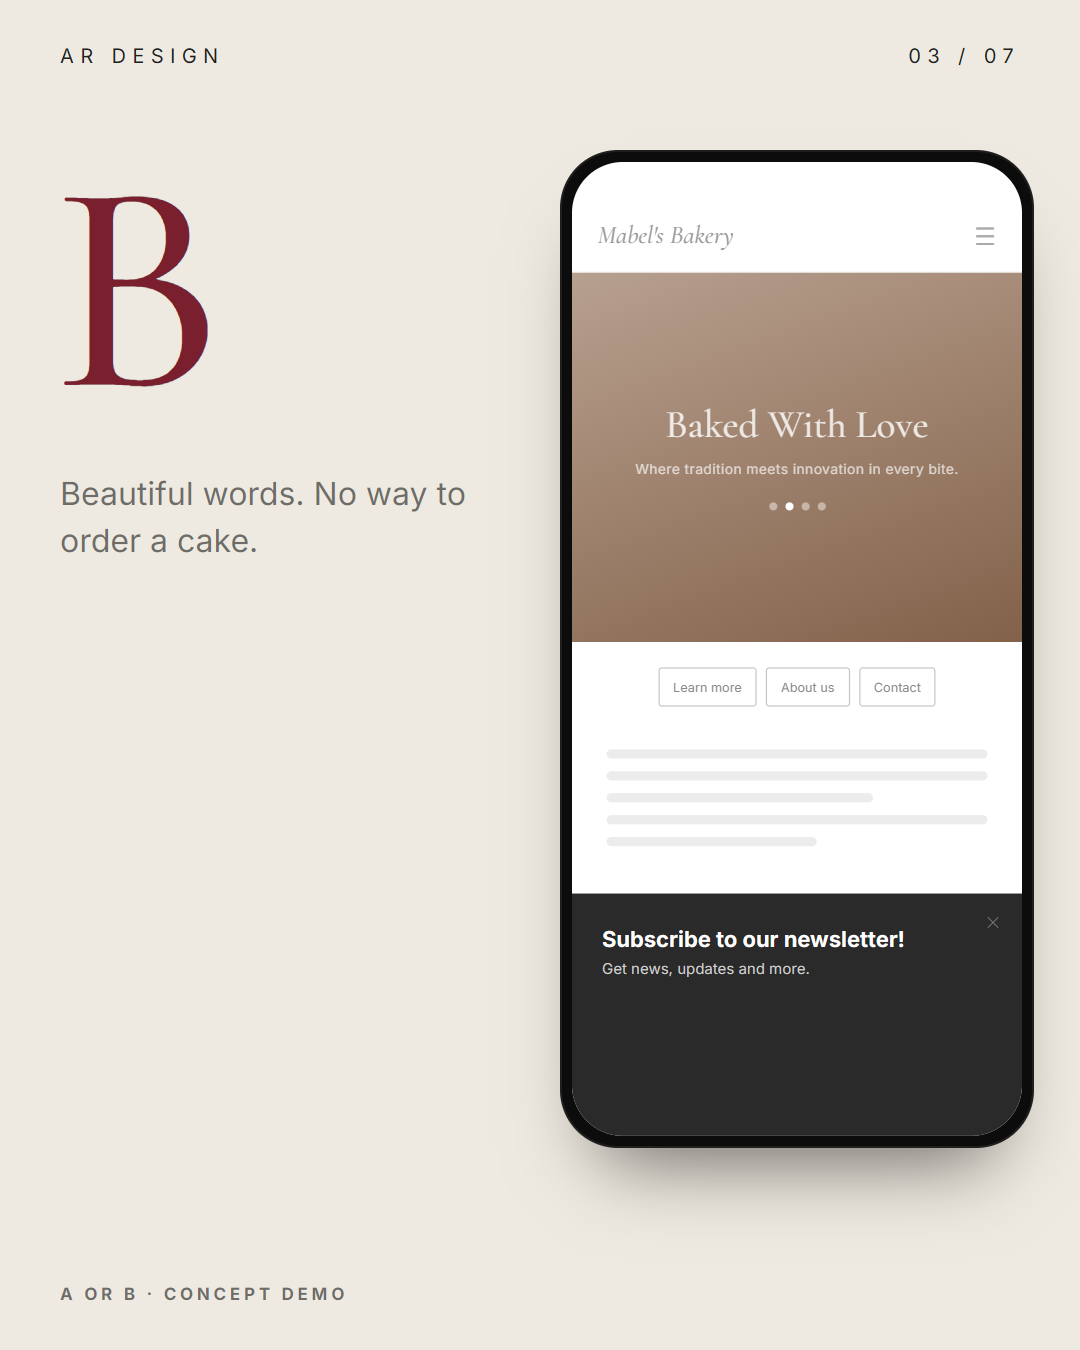 AR DESIGN
03 / 07
B
Beautiful words. No way to
order a cake.
Mabel's Bakery
Baked With Love
Where tradition meets innovation in every bite.
Learn more
About us
Contact
Subscribe to our newsletter!
Get news, updates and more.
A OR B · CONCEPT DEMO